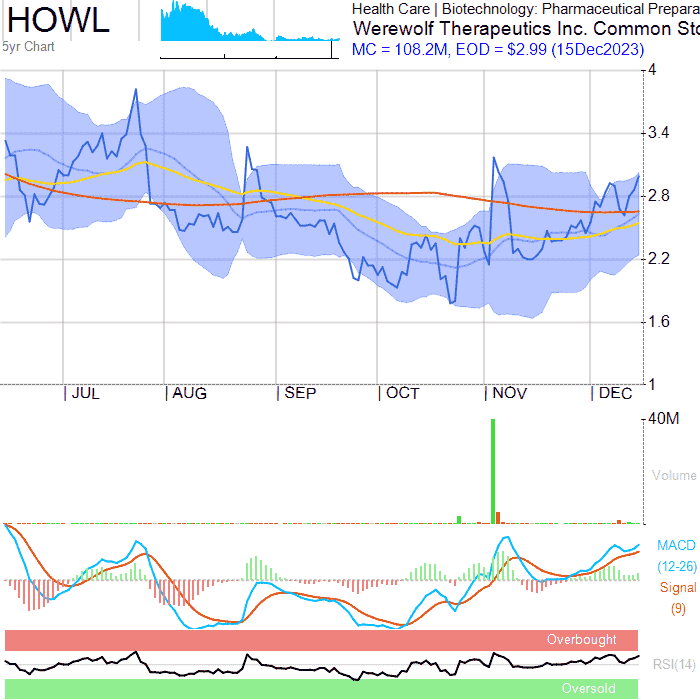 HOWL
5yr Chart
Health Care | Biotechnology: Pharmaceutical Prepara
Werewolf Therapeutics Inc. Common Sto
MC = 108.2M, EOD = $2.99 (15Dec2023)
4
3.4
2.8
2.2
1.6
1
JUL AUG SEP OCT NOV DEC
40M
Volume
MACD
(12-26)
Signal
(9)
Overbought
RSI(14)
Oversold